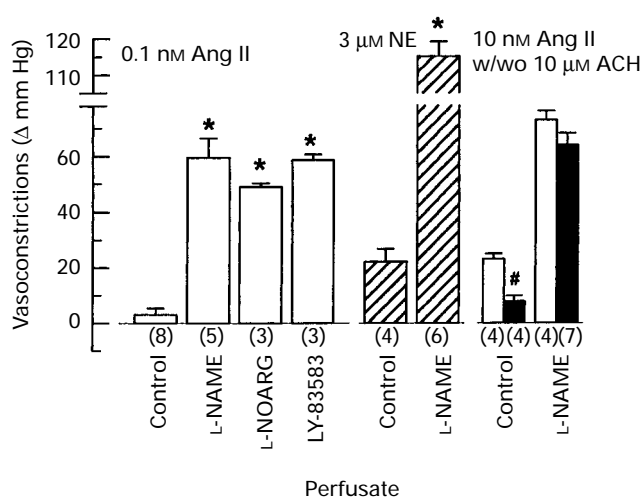 Vasoconstrictions (Δ mm Hg)
120
110
60
40
20
0
0.1 nM Ang II
3 μM NE
10 nM Ang II
w/wo 10 μM ACH
*
*
*
*
#
(8)
(5)
(3)
(3)
(4)
(6)
(4)(4)
(4)(7)
Control
L-NAME
L-NOARG
LY-83583
Control
L-NAME
Control
L-NAME
Perfusate